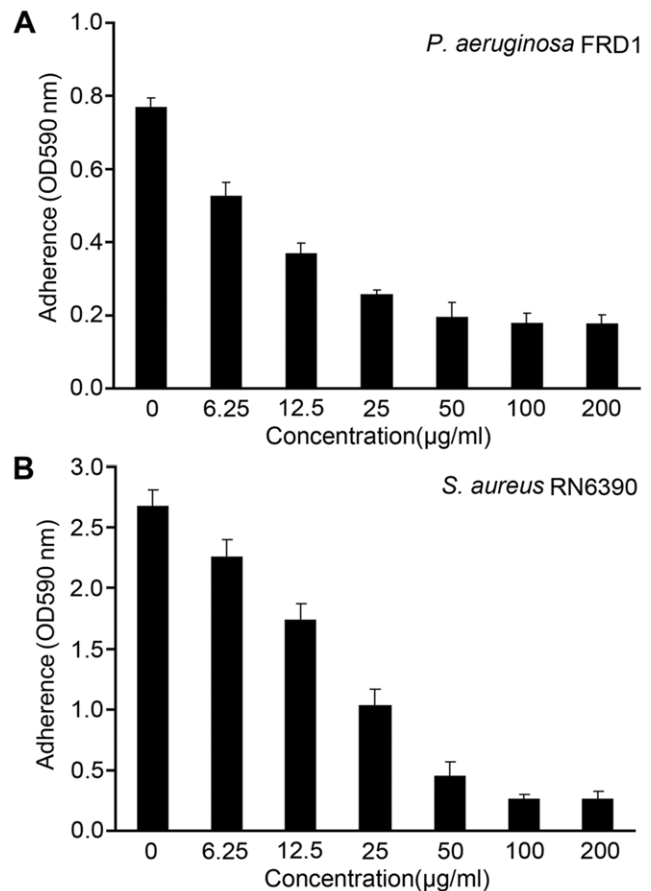 A
P. aeruginosa FRD1
Adherence (OD590 nm)
1.0
0.8
0.6
0.4
0.2
0.0
0 6.25 12.5 25 50 100 200
Concentration(µg/ml)
B
S. aureus RN6390
Adherence (OD590 nm)
3.0
2.5
2.0
1.5
1.0
0.5
0.0
0 6.25 12.5 25 50 100 200
Concentration(µg/ml)